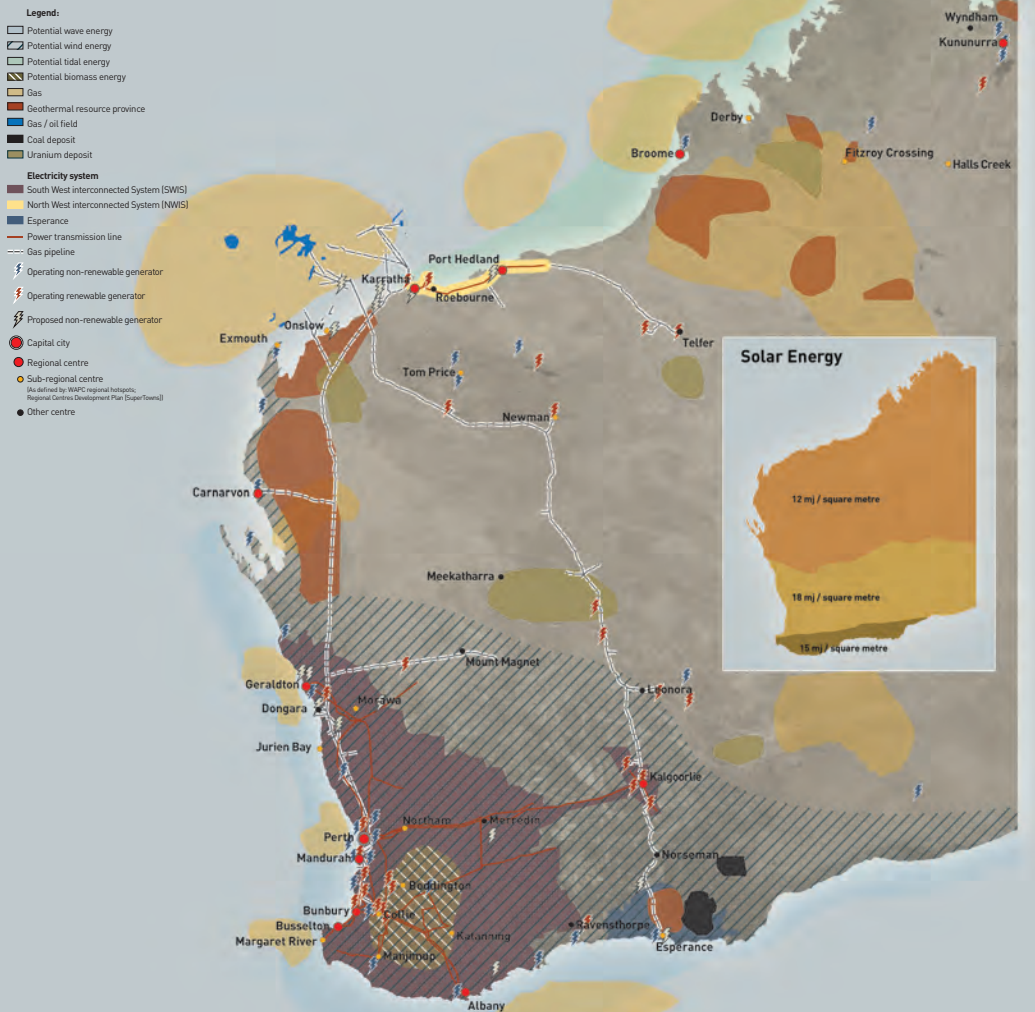 Legend:
Potential wave energy
Potential wind energy
Potential tidal energy
Potential biomass energy
Gas
Geothermal resource province
Gas / oil field
Coal deposit
Uranium deposit
Electricity system
South West interconnected System (SWIS)
North West interconnected System (NWIS)
Esperance
Power transmission line
Gas pipeline
Operating non-renewable generator
Operating renewable generator
Proposed non-renewable generator
Capital city
Regional centre
Sub-regional centre
(As defined by: WAPC regional hotspots;
Regional Centres Development Plan (SuperTowns))
Other centre
Wyndham
Kununurra
Derby
Broome
Fitzroy Crossing
Halls Creek
Port Hedland
Karratha
Roebourne
Onslow
Exmouth
Telfer
Tom Price
Newman
Carnarvon
Meekatharra
Mount Magnet
Geraldton
Morawa
Dongara
Leonora
Jurien Bay
Kalgoorlie
Northam
Merredin
Perth
Mandurah
Norseman
Boddington
Bunbury
Collie
Busselton
Ravensthorpe
Margaret River
Katanning
Esperance
Manjimup
Albany
Solar Energy
12 mj / square metre
18 mj / square metre
15 mj / square metre